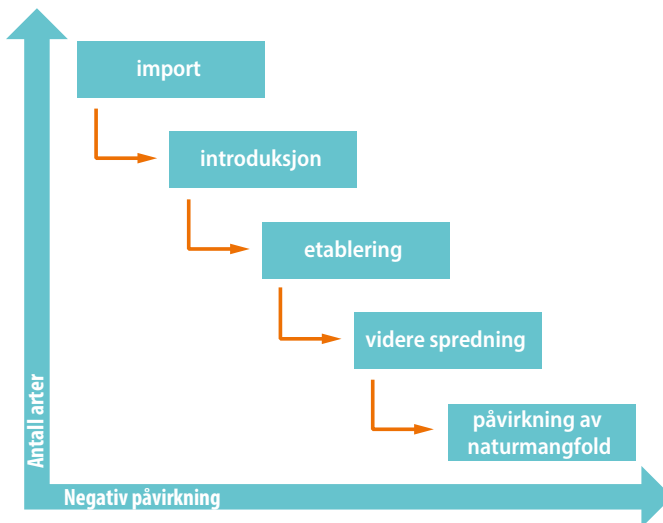 import
introduksjon
etablering
videre spredning
påvirkning av
naturmangfold
Antall arter
Negativ påvirkning